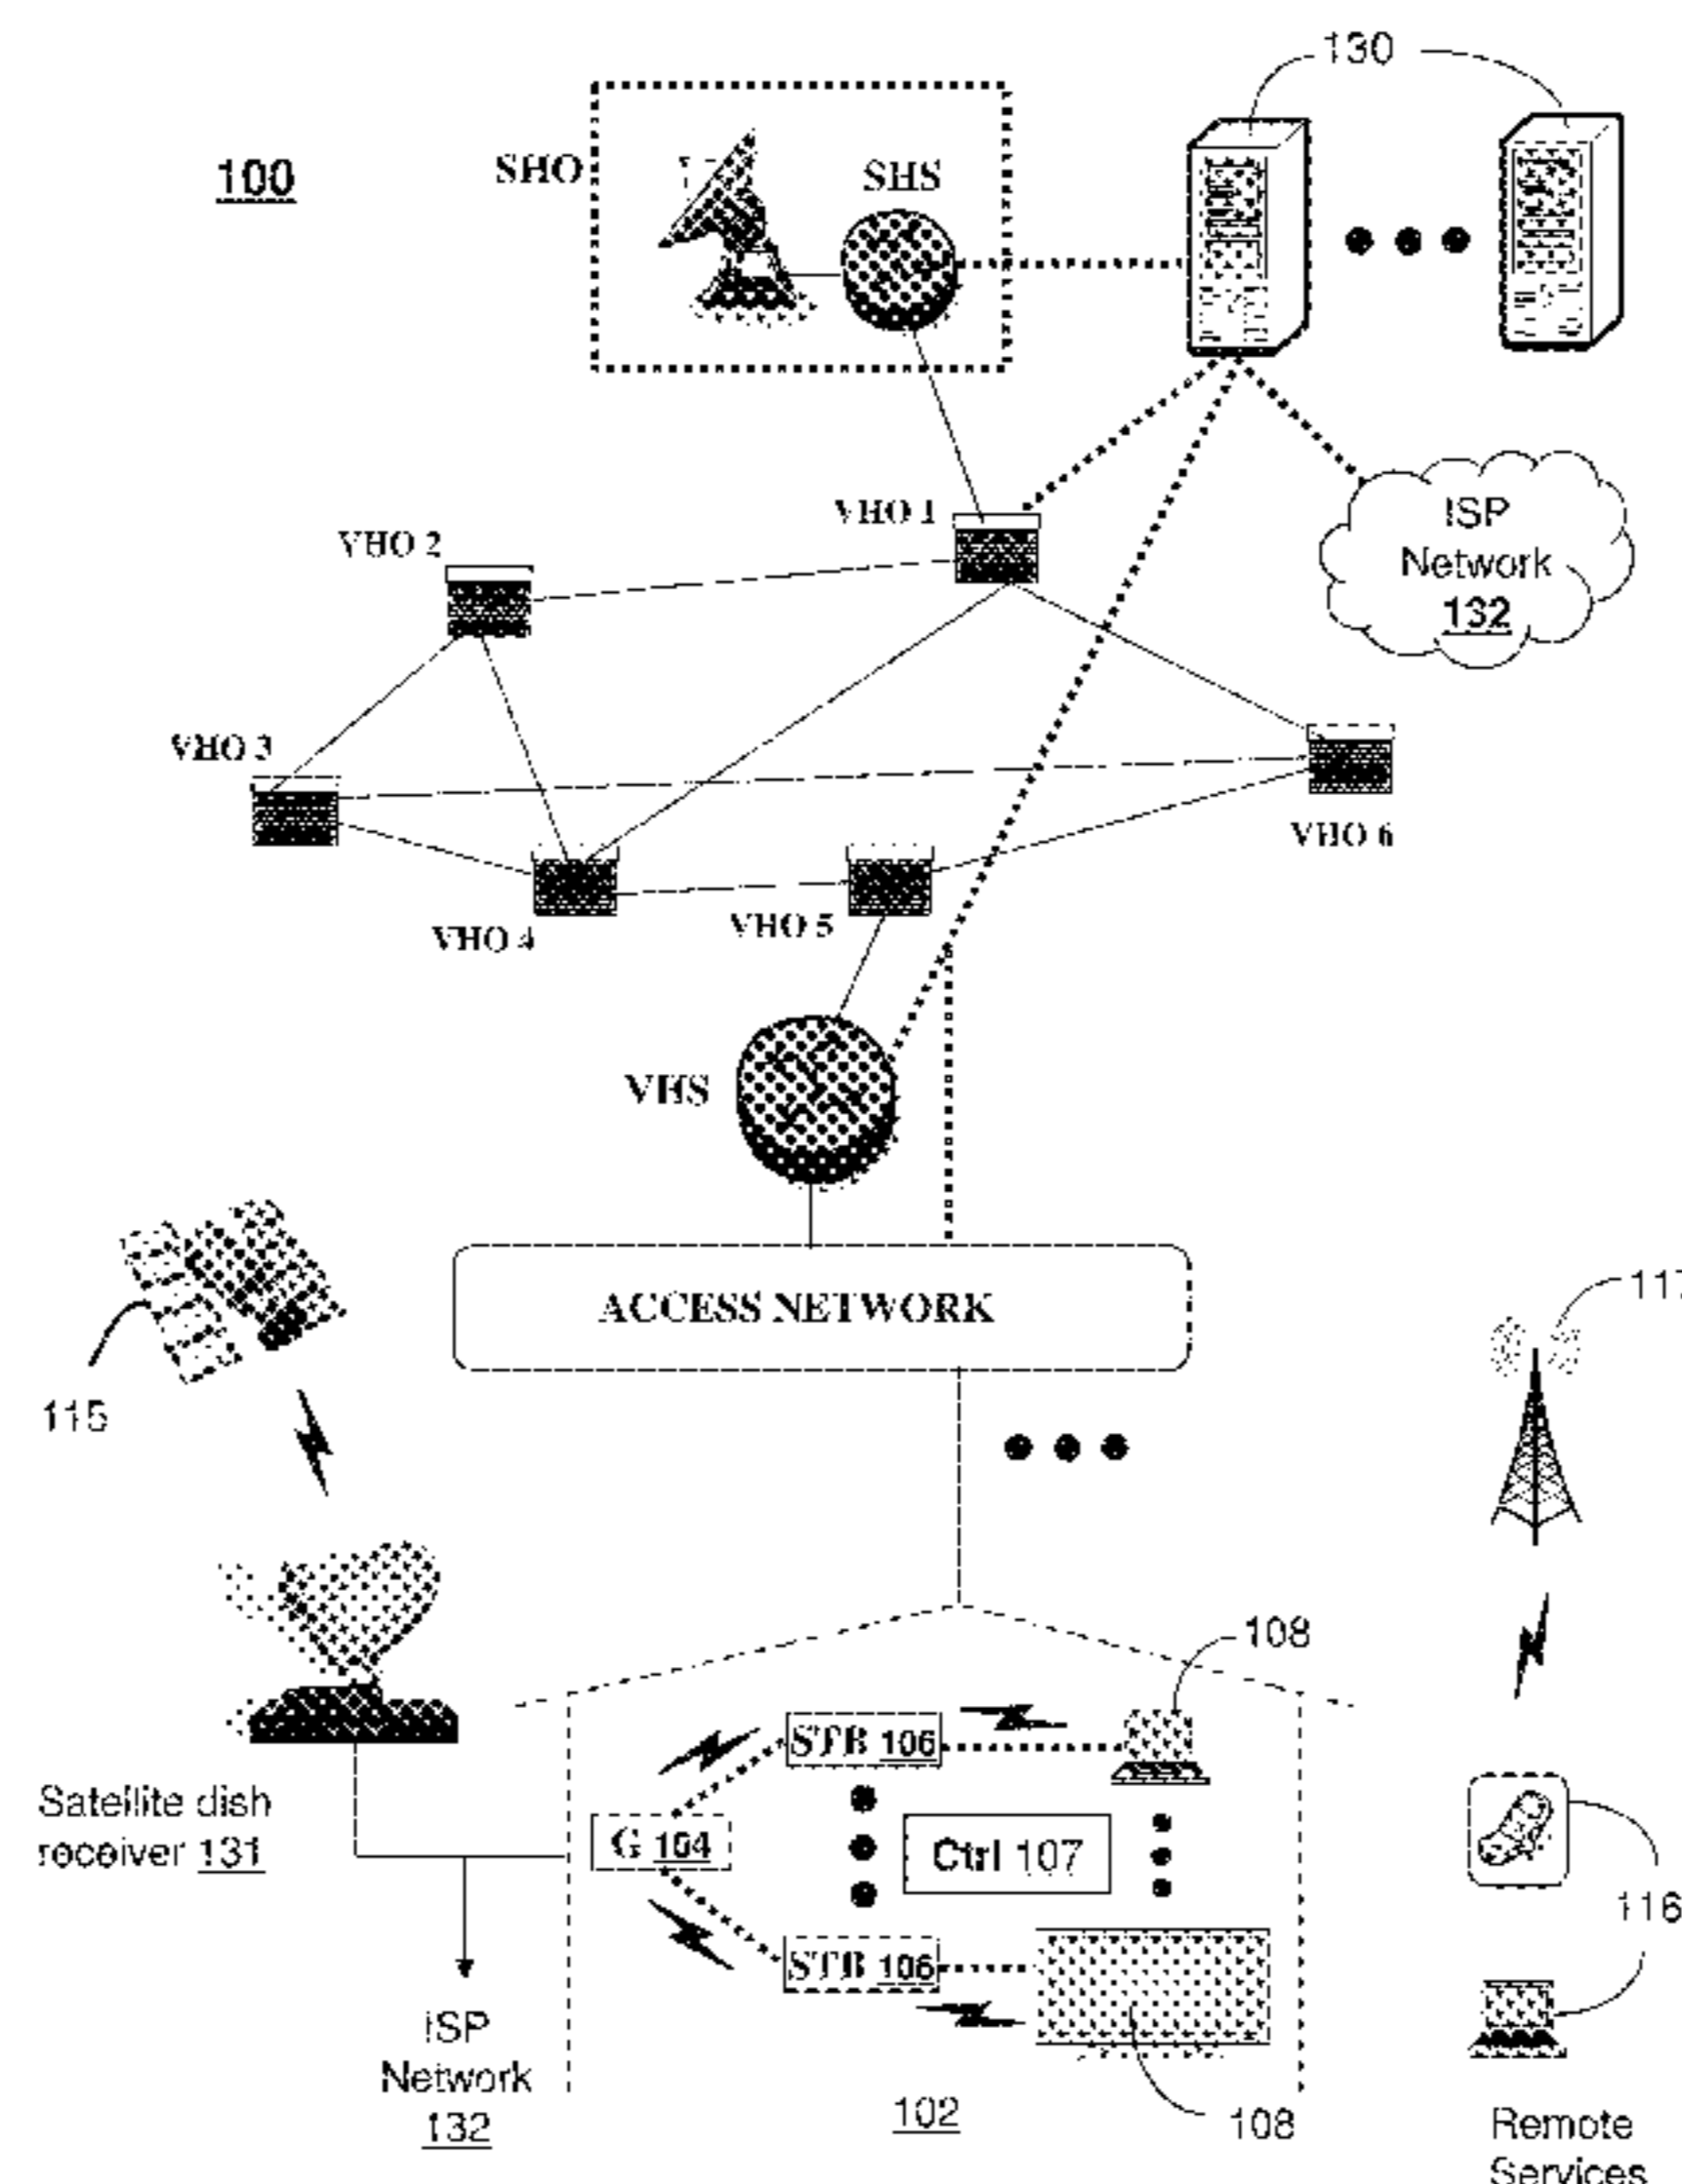 130
100
SHO
SHS
VHO 1
ISP
Network
132
VHO 2
VHO 3
VHO 6
VHO 5
VHO 4
VHS
ACCESS NETWORK
117
115
108
STB 106
Satellite dish
receiver 131
G 104
Ctrl 107
116
STB 106
ISP
Network
132
102
108
Remote
Services